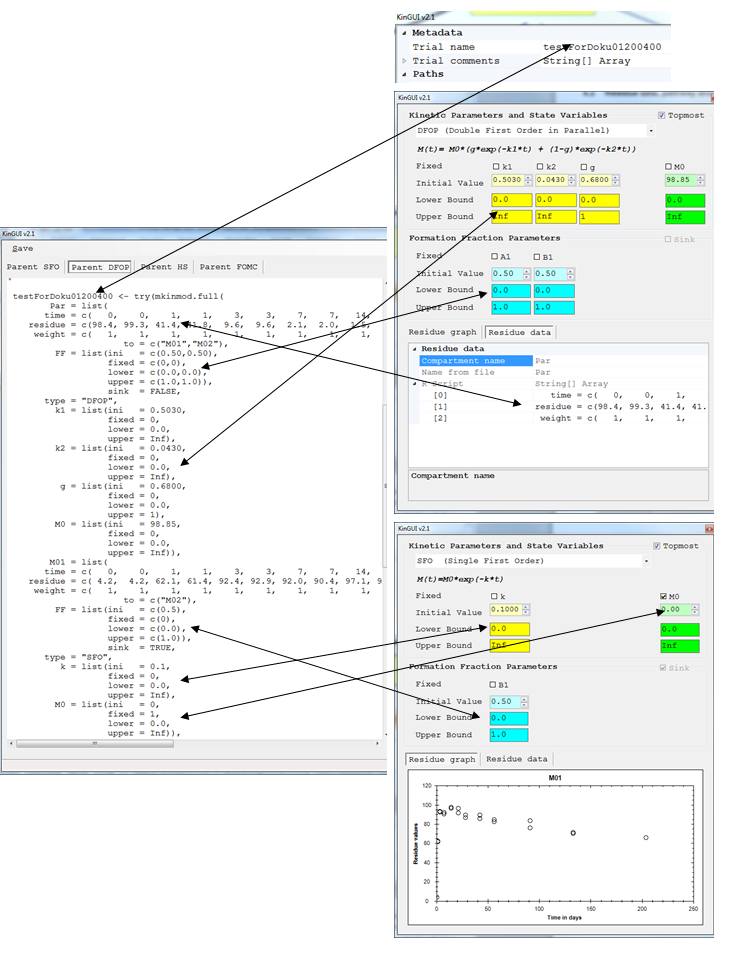 KinGUI v2.1
Metadata
Trial name testForDoku01200400
Trial comments String[] Array
Paths
KinGUI v2.1
Kinetic Parameters and State Variables Topmost
DFOP (Double First Order in Parallel)
M(t)= M0*(g*exp(-k1*t) + (1-g)*exp(-k2*t))
Fixed k1 k2 g M0
Initial Value 0.5030 0.0430 0.6800 98.85
Lower Bound 0.0 0.0 0.0 0.0
Upper Bound Inf Inf 1 Inf
Formation Fraction Parameters Sink
Fixed A1 B1
Initial Value 0.50 0.50
Lower Bound 0.0 0.0
Upper Bound 1.0 1.0
Residue graph Residue data
Residue data
Compartment name Par
Name from file Par
R Script String[] Array
[0] time = c( 0, 0, 1,
[1] residue = c(98.4, 99.3, 41.4, 41.
[2] weight = c( 1, 1, 1,
Compartment name
KinGUI v2.1
Save
Parent SFO Parent DFOP Parent HS Parent FOMC
testForDoku01200400 <- try(mkinmod.full(
Par = list(
time = c( 0, 0, 1, 1, 3, 3, 7, 7, 14,
residue = c(98.4, 99.3, 41.4, 41.8, 9.6, 9.6, 2.1, 2.0,
weight = c( 1, 1, 1, 1, 1, 1, 1, 1, 1,
to = c("M01","M02"),
FF = list(ini = c(0.50,0.50),
fixed = c(0,0),
lower = c(0.0,0.0),
upper = c(1.0,1.0)),
sink = FALSE,
type = "DFOP",
k1 = list(ini = 0.5030,
fixed = 0,
lower = 0.0,
upper = Inf),
k2 = list(ini = 0.0430,
fixed = 0,
lower = 0.0,
upper = Inf),
g = list(ini = 0.6800,
fixed = 0,
lower = 0.0,
upper = 1),
M0 = list(ini = 98.85,
fixed = 0,
lower = 0.0,
upper = Inf)),
M01 = list(
time = c( 0, 0, 1, 1, 3, 3, 7, 7, 14,
residue = c( 4.2, 4.2, 62.1, 61.4, 92.4, 92.9, 92.0, 90.4, 97.1, 9
weight = c( 1, 1, 1, 1, 1, 1, 1, 1, 1,
to = c("M02"),
FF = list(ini = c(0.5),
fixed = c(0),
lower = c(0.0),
upper = c(1.0)),
sink = TRUE,
type = "SFO",
k = list(ini = 0.1,
fixed = 0,
lower = 0.0,
upper = Inf),
M0 = list(ini = 0,
fixed = 1,
lower = 0.0,
upper = Inf)),
KinGUI v2.1
Kinetic Parameters and State Variables Topmost
SFO (Single First Order)
M(t)=M0*exp(-k*t)
Fixed k M0
Initial Value 0.1000 0.00
Lower Bound 0.0 0.0
Upper Bound Inf Inf
Formation Fraction Parameters Sink
Fixed B1
Initial Value 0.50
Lower Bound 0.0
Upper Bound 1.0
Residue graph Residue data
M01
Residue values
120
100
80
60
40
20
0
0 50 100 150 200 250
Time in days